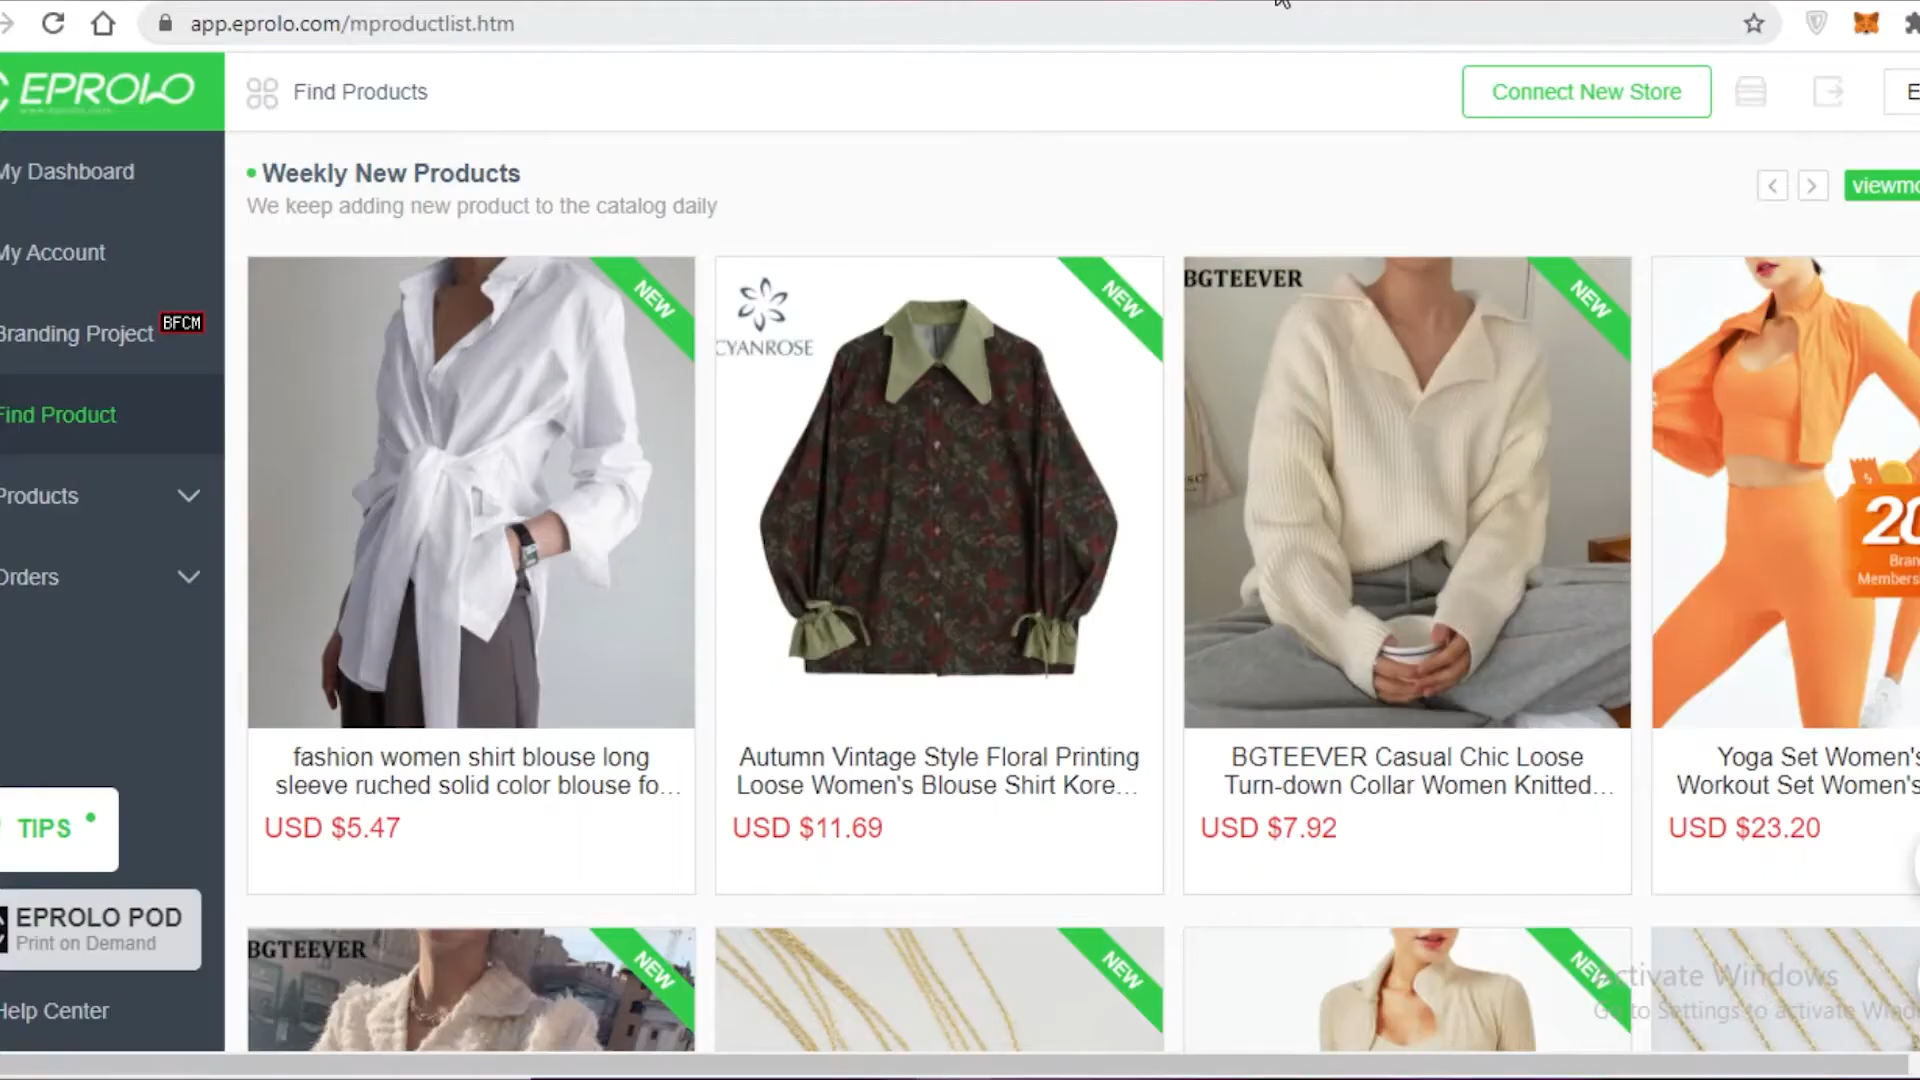 app.eprolo.com/mproductlist.htm
EPROLO
Find Products
Connect New Store
My Dashboard
My Account
Branding Project
BFCM
Find Product
Products
Orders
TIPS
EPROLO POD
Print on Demand
Help Center
Weekly New Products
We keep adding new product to the catalog daily
viewmo
NEW
fashion women shirt blouse long
sleeve ruched solid color blouse fo...
USD $5.47
CYANROSE
NEW
Autumn Vintage Style Floral Printing
Loose Women's Blouse Shirt Kore...
USD $11.69
BGTEEVER
NEW
BGTEEVER Casual Chic Loose
Turn-down Collar Women Knitted...
USD $7.92
20
Bran
Members
Yoga Set Women's
Workout Set Women's
USD $23.20
BGTEEVER
NEW
NEW
NEW
Activate Windows
Go to Settings to activate Wind